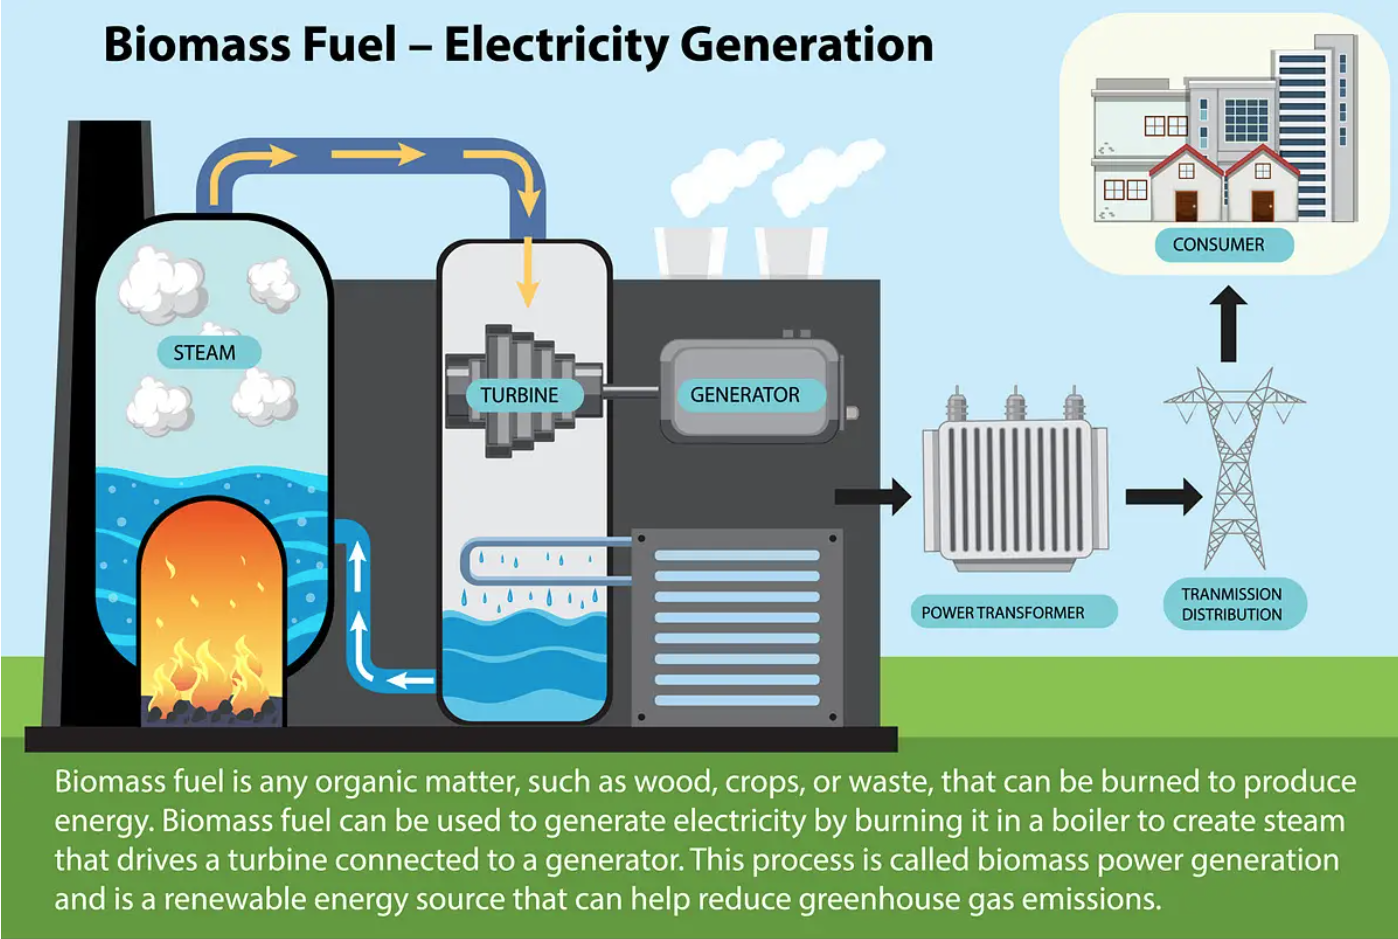 Biomass Fuel – Electricity Generation
CONSUMER
STEAM
TURBINE
GENERATOR
POWER TRANSFORMER
TRANMISSION
DISTRIBUTION
Biomass fuel is any organic matter, such as wood, crops, or waste, that can be burned to produce
energy. Biomass fuel can be used to generate electricity by burning it in a boiler to create steam
that drives a turbine connected to a generator. This process is called biomass power generation
and is a renewable energy source that can help reduce greenhouse gas emissions.